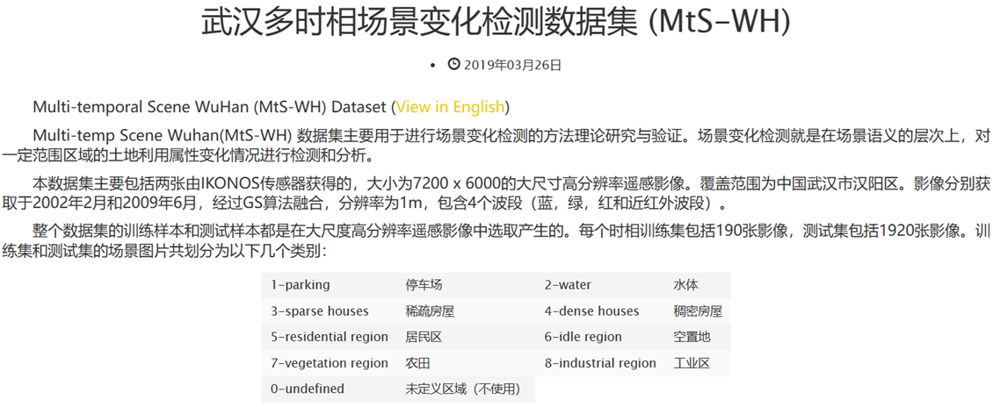 武汉多时相场景变化检测数据集 (MtS-WH)
• 2019年03月26日
Multi-temporal Scene WuHan (MtS-WH) Dataset (View in English)
Multi-temp Scene Wuhan(MtS-WH) 数据集主要用于进行场景变化检测的方法理论研究与验证。场景变化检测就是在场景语义的层次上，对
一定范围区域的土地利用属性变化情况进行检测和分析。
本数据集主要包括两张由IKONOS传感器获得的，大小为7200 x 6000的大尺寸高分辨率遥感影像。覆盖范围为中国武汉市汉阳区。影像分别获
取于2002年2月和2009年6月，经过GS算法融合，分辨率为1m，包含4个波段（蓝，绿，红和近红外波段）。
整个数据集的训练样本和测试样本都是在大尺度高分辨率遥感影像中选取产生的。每个时相训练集包括190张影像，测试集包括1920张影像。训
练集和测试集的场景图片共划分为以下几个类别：
1-parking 停车场 2-water 水体
3-sparse houses 稀疏房屋 4-dense houses 稠密房屋
5-residential region 居民区 6-idle region 空置地
7-vegetation region 农田 8-industrial region 工业区
0-undefined 未定义区域（不使用）